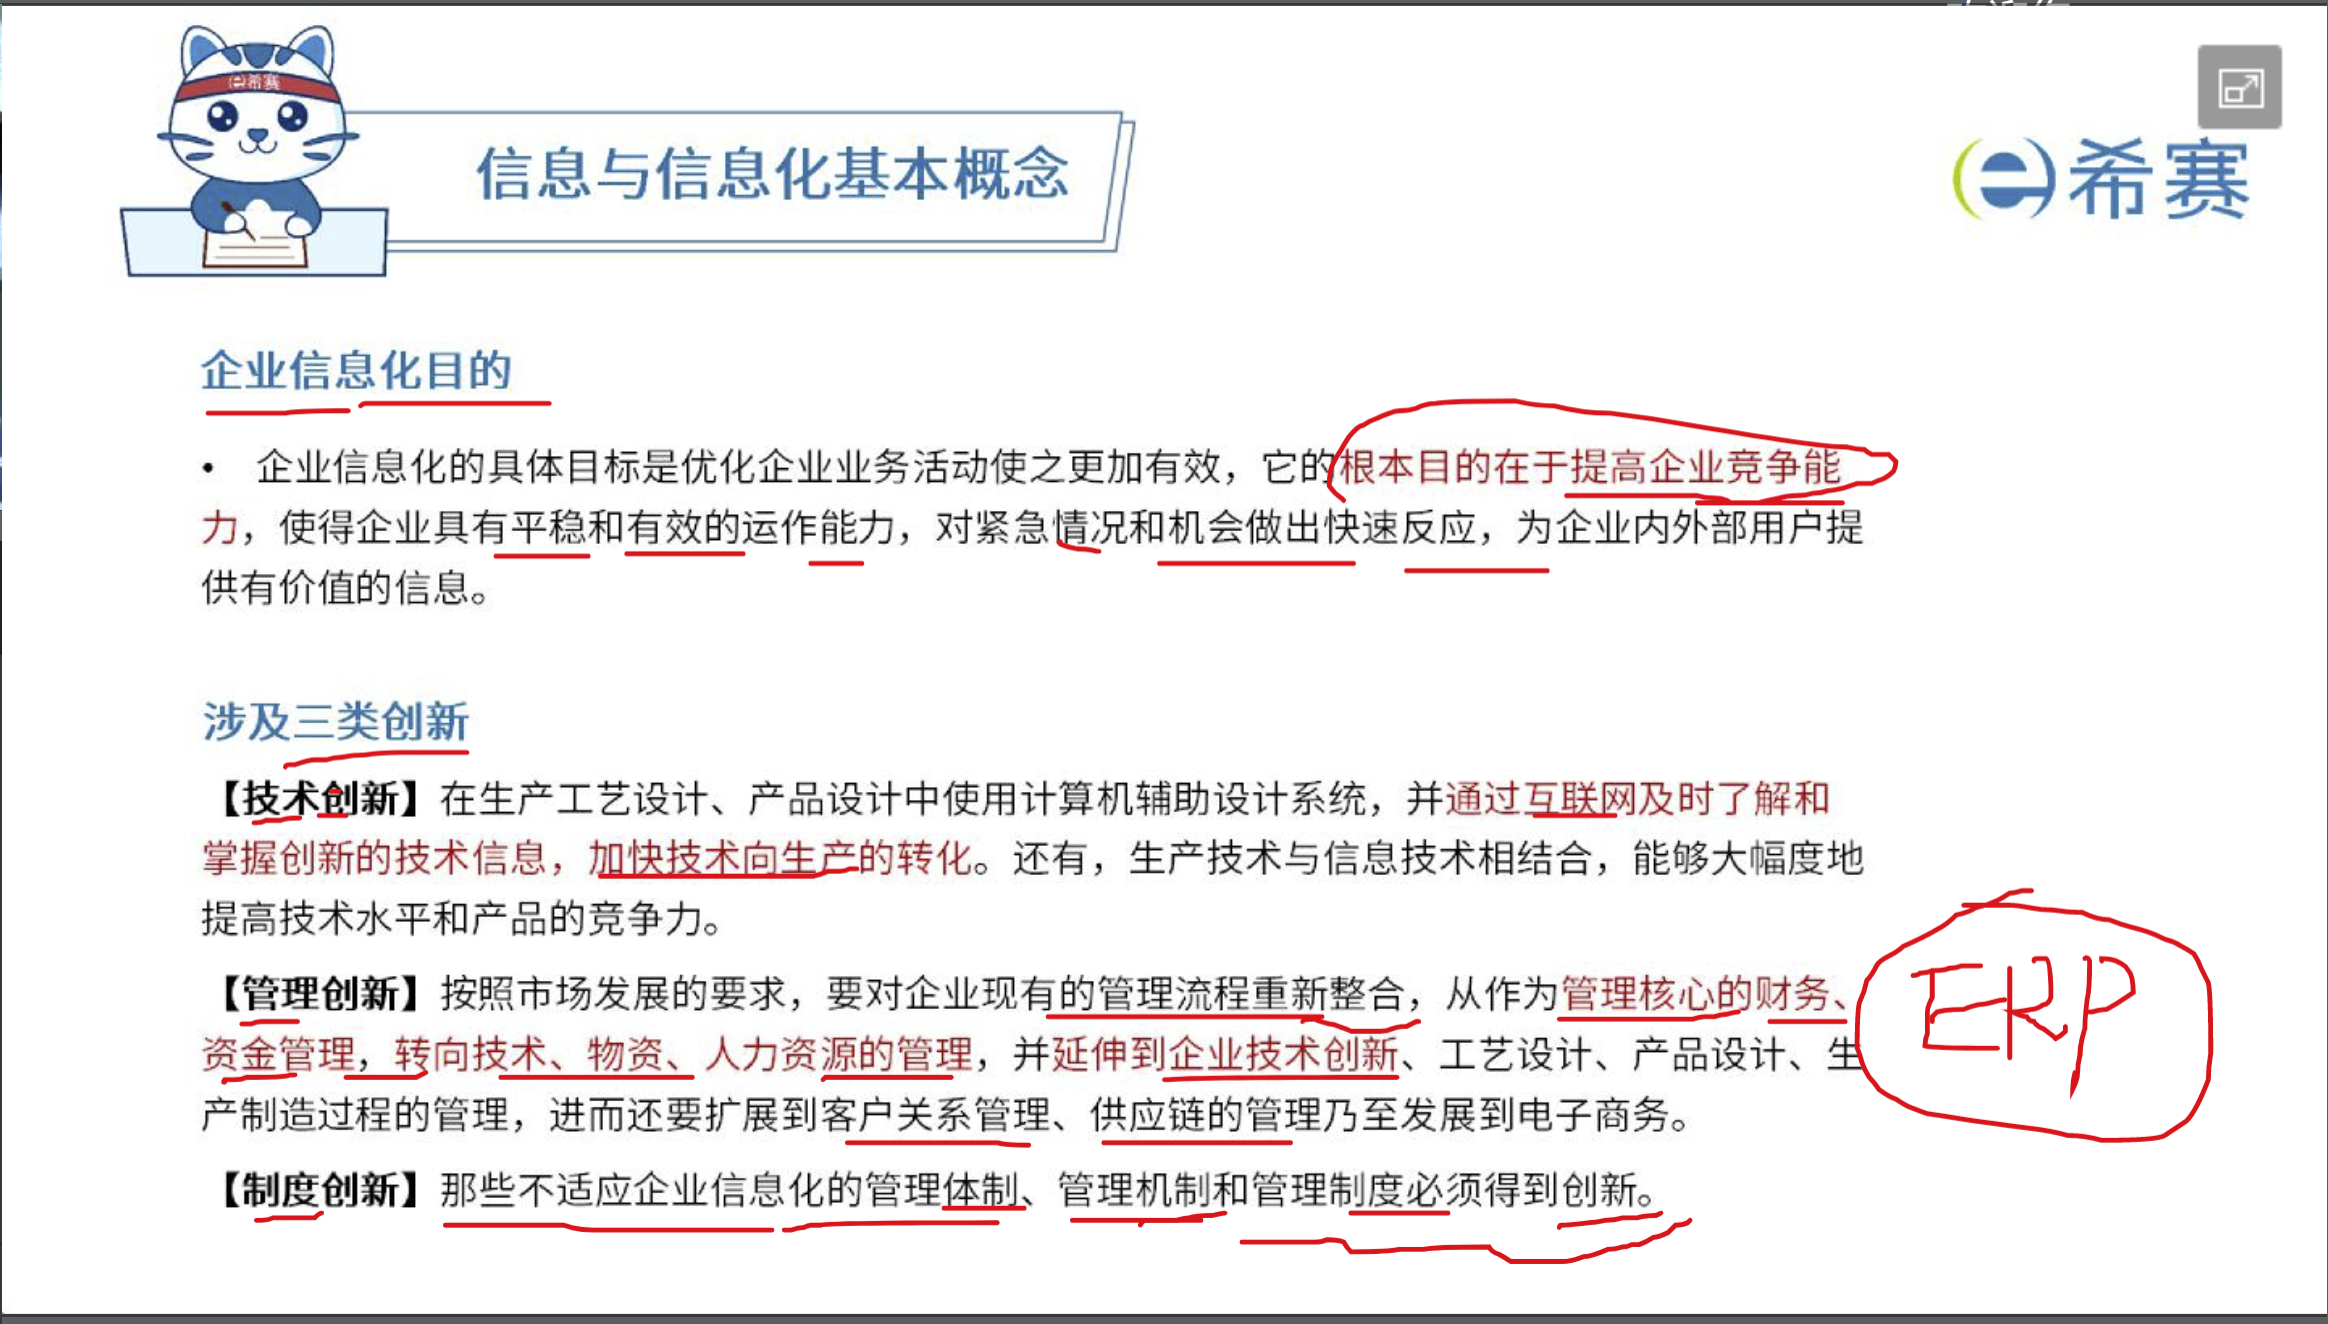 希赛
信息与信息化基本概念
希赛
企业信息化目的
• 企业信息化的具体目标是优化企业业务活动使之更加有效，它的根本目的在于提高企业竞争能
力，使得企业具有平稳和有效的运作能力，对紧急情况和机会做出快速反应，为企业内外部用户提
供有价值的信息。
涉及三类创新
【技术创新】在生产工艺设计、产品设计中使用计算机辅助设计系统，并通过互联网及时了解和
掌握创新的技术信息，加快技术向生产的转化。还有，生产技术与信息技术相结合，能够大幅度地
提高技术水平和产品的竞争力。
【管理创新】按照市场发展的要求，要对企业现有的管理流程重新整合，从作为管理核心的财务、
资金管理，转向技术、物资、人力资源的管理，并延伸到企业技术创新、工艺设计、产品设计、生
产制造过程的管理，进而还要扩展到客户关系管理、供应链的管理乃至发展到电子商务。
ERP
【制度创新】那些不适应企业信息化的管理体制、管理机制和管理制度必须得到创新。